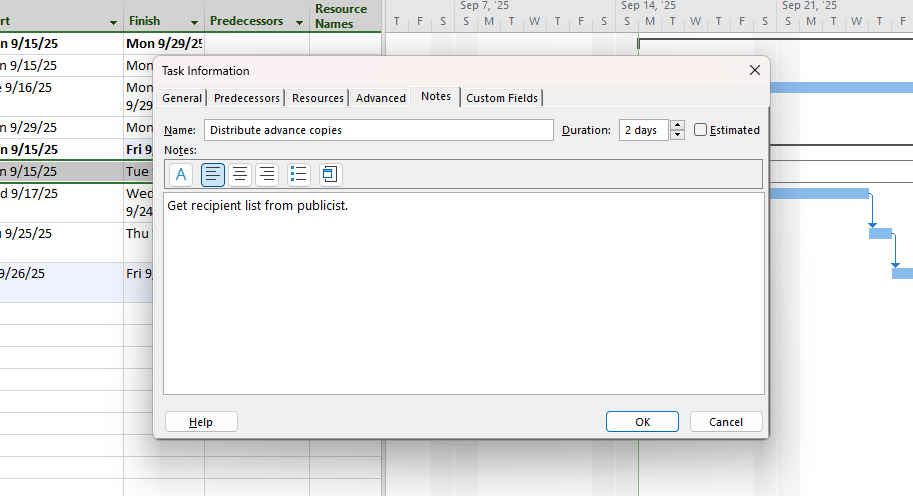 Resource
rt Finish Predecessors Names
Sep 7, '25 Sep 14, '25 Sep 21, '25
T F S S M T W T F S S M T W T F S S M T W T F
n 9/15/25 Mon 9/29/25
n 9/15/25 Mon
e 9/16/25 Mon
9/29
n 9/29/25 Mon
n 9/15/25 Fri 9
n 9/15/25 Tue
d 9/17/25 Wed
9/24
u 9/25/25 Thu
9/26/25 Fri 9
Task Information
General Predecessors Resources Advanced Notes Custom Fields
Name: Distribute advance copies Duration: 2 days Estimated
Notes:
A
Get recipient list from publicist.
Help OK Cancel